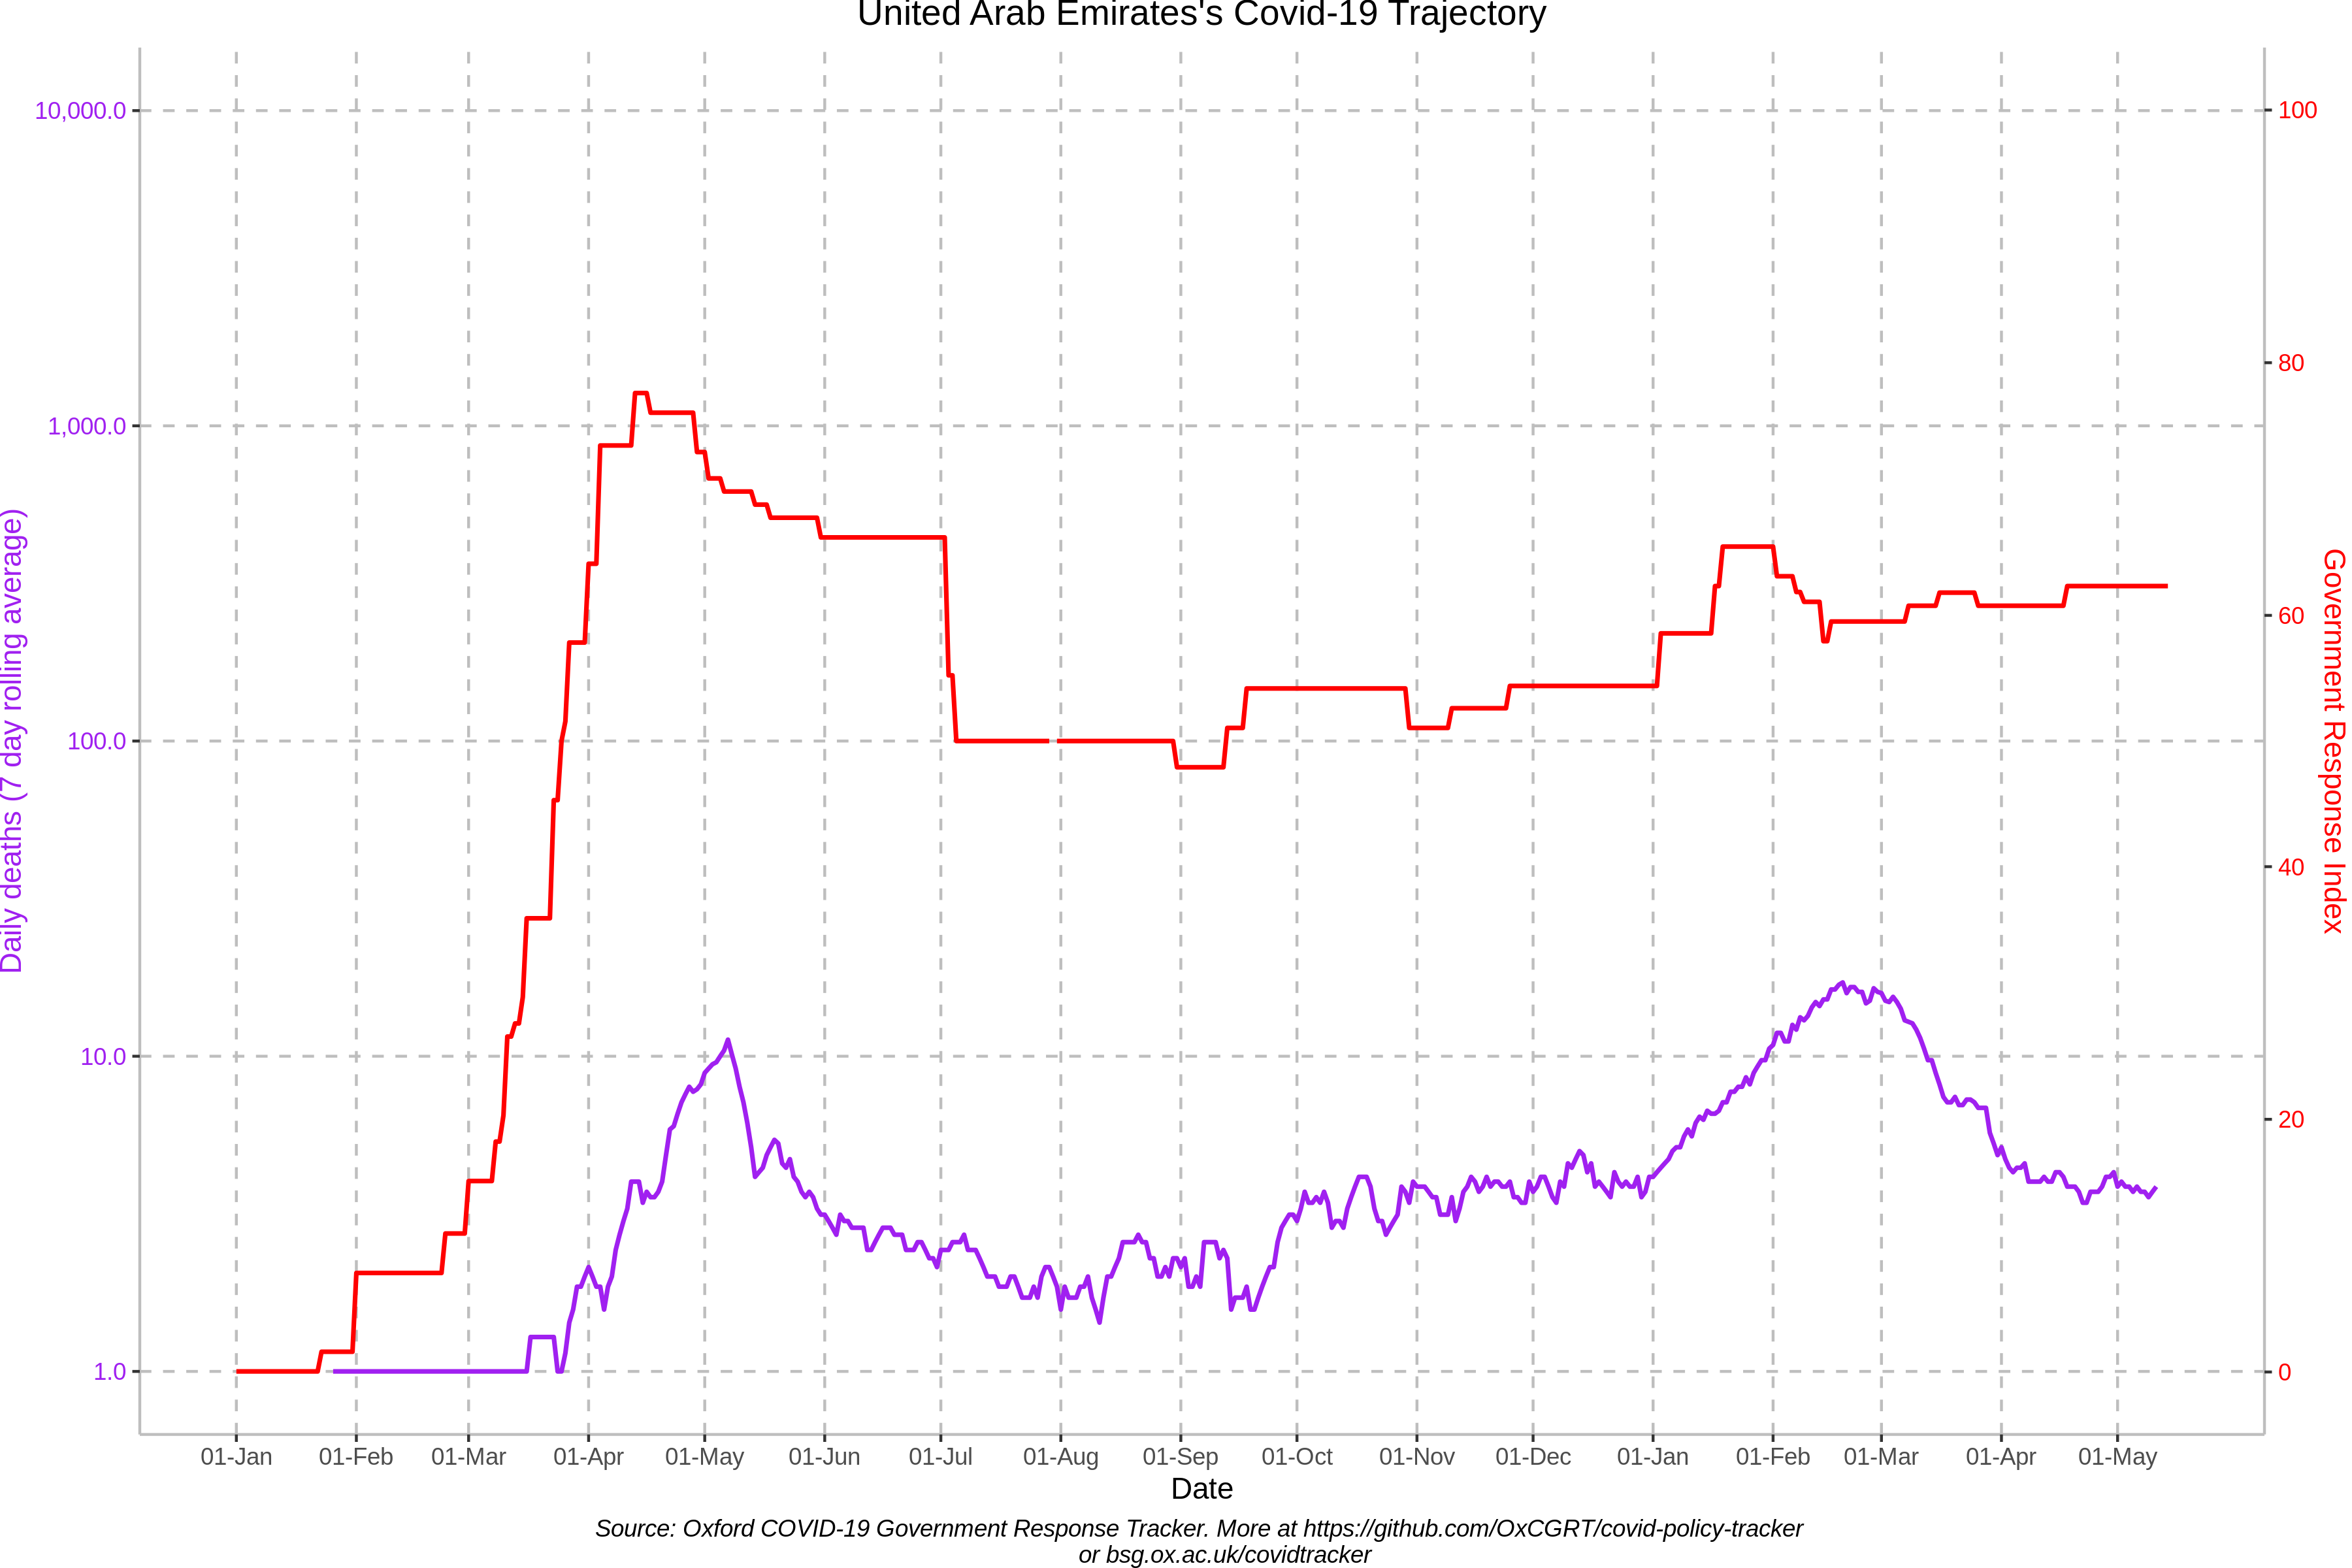 United Arab Emirates's Covid-19 Trajectory
Daily deaths (7 day rolling average)
10,000.0
1,000.0
100.0
10.0
1.0
100
80
60
40
20
0
Government Response Index
01-Jan 01-Feb 01-Mar 01-Apr 01-May 01-Jun 01-Jul 01-Aug 01-Sep 01-Oct 01-Nov 01-Dec 01-Jan 01-Feb 01-Mar 01-Apr 01-May
Date
Source: Oxford COVID-19 Government Response Tracker. More at https://github.com/OxCGRT/covid-policy-tracker
or bsg.ox.ac.uk/covidtracker